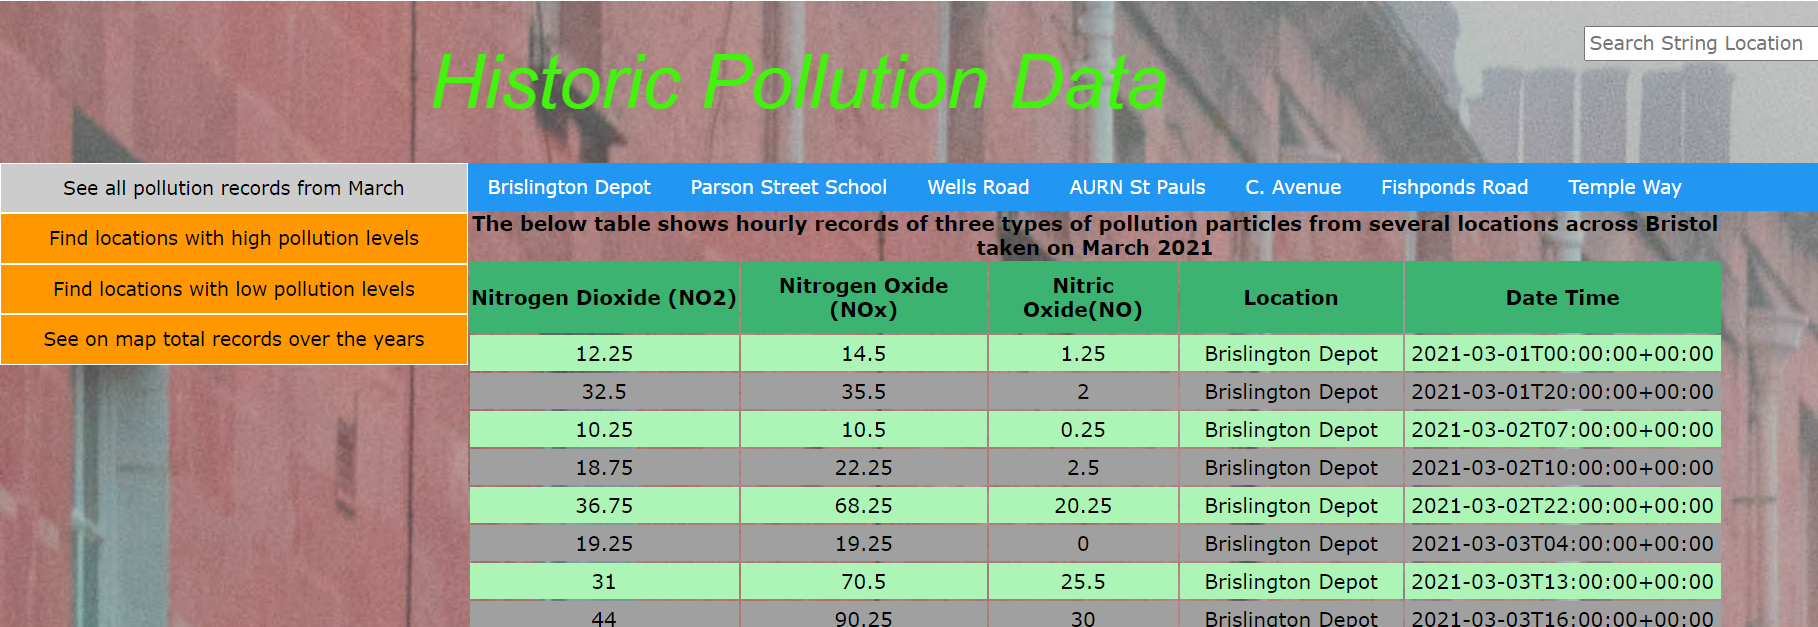 Search String Location
Historic Pollution Data
See all pollution records from March
Find locations with high pollution levels
Find locations with low pollution levels
See on map total records over the years
Brislington Depot Parson Street School Wells Road AURN St Pauls C. Avenue Fishponds Road Temple Way
The below table shows hourly records of three types of pollution particles from several locations across Bristol
taken on March 2021
Nitrogen Dioxide (NO2) Nitrogen Oxide (NOx) Nitric Oxide(NO) Location Date Time
12.25 14.5 1.25 Brislington Depot 2021-03-01T00:00:00+00:00
32.5 35.5 2 Brislington Depot 2021-03-01T20:00:00+00:00
10.25 10.5 0.25 Brislington Depot 2021-03-02T07:00:00+00:00
18.75 22.25 2.5 Brislington Depot 2021-03-02T10:00:00+00:00
36.75 68.25 20.25 Brislington Depot 2021-03-02T22:00:00+00:00
19.25 19.25 0 Brislington Depot 2021-03-03T04:00:00+00:00
31 70.5 25.5 Brislington Depot 2021-03-03T13:00:00+00:00
44 90.25 30 Brislington Depot 2021-03-03T16:00:00+00:00